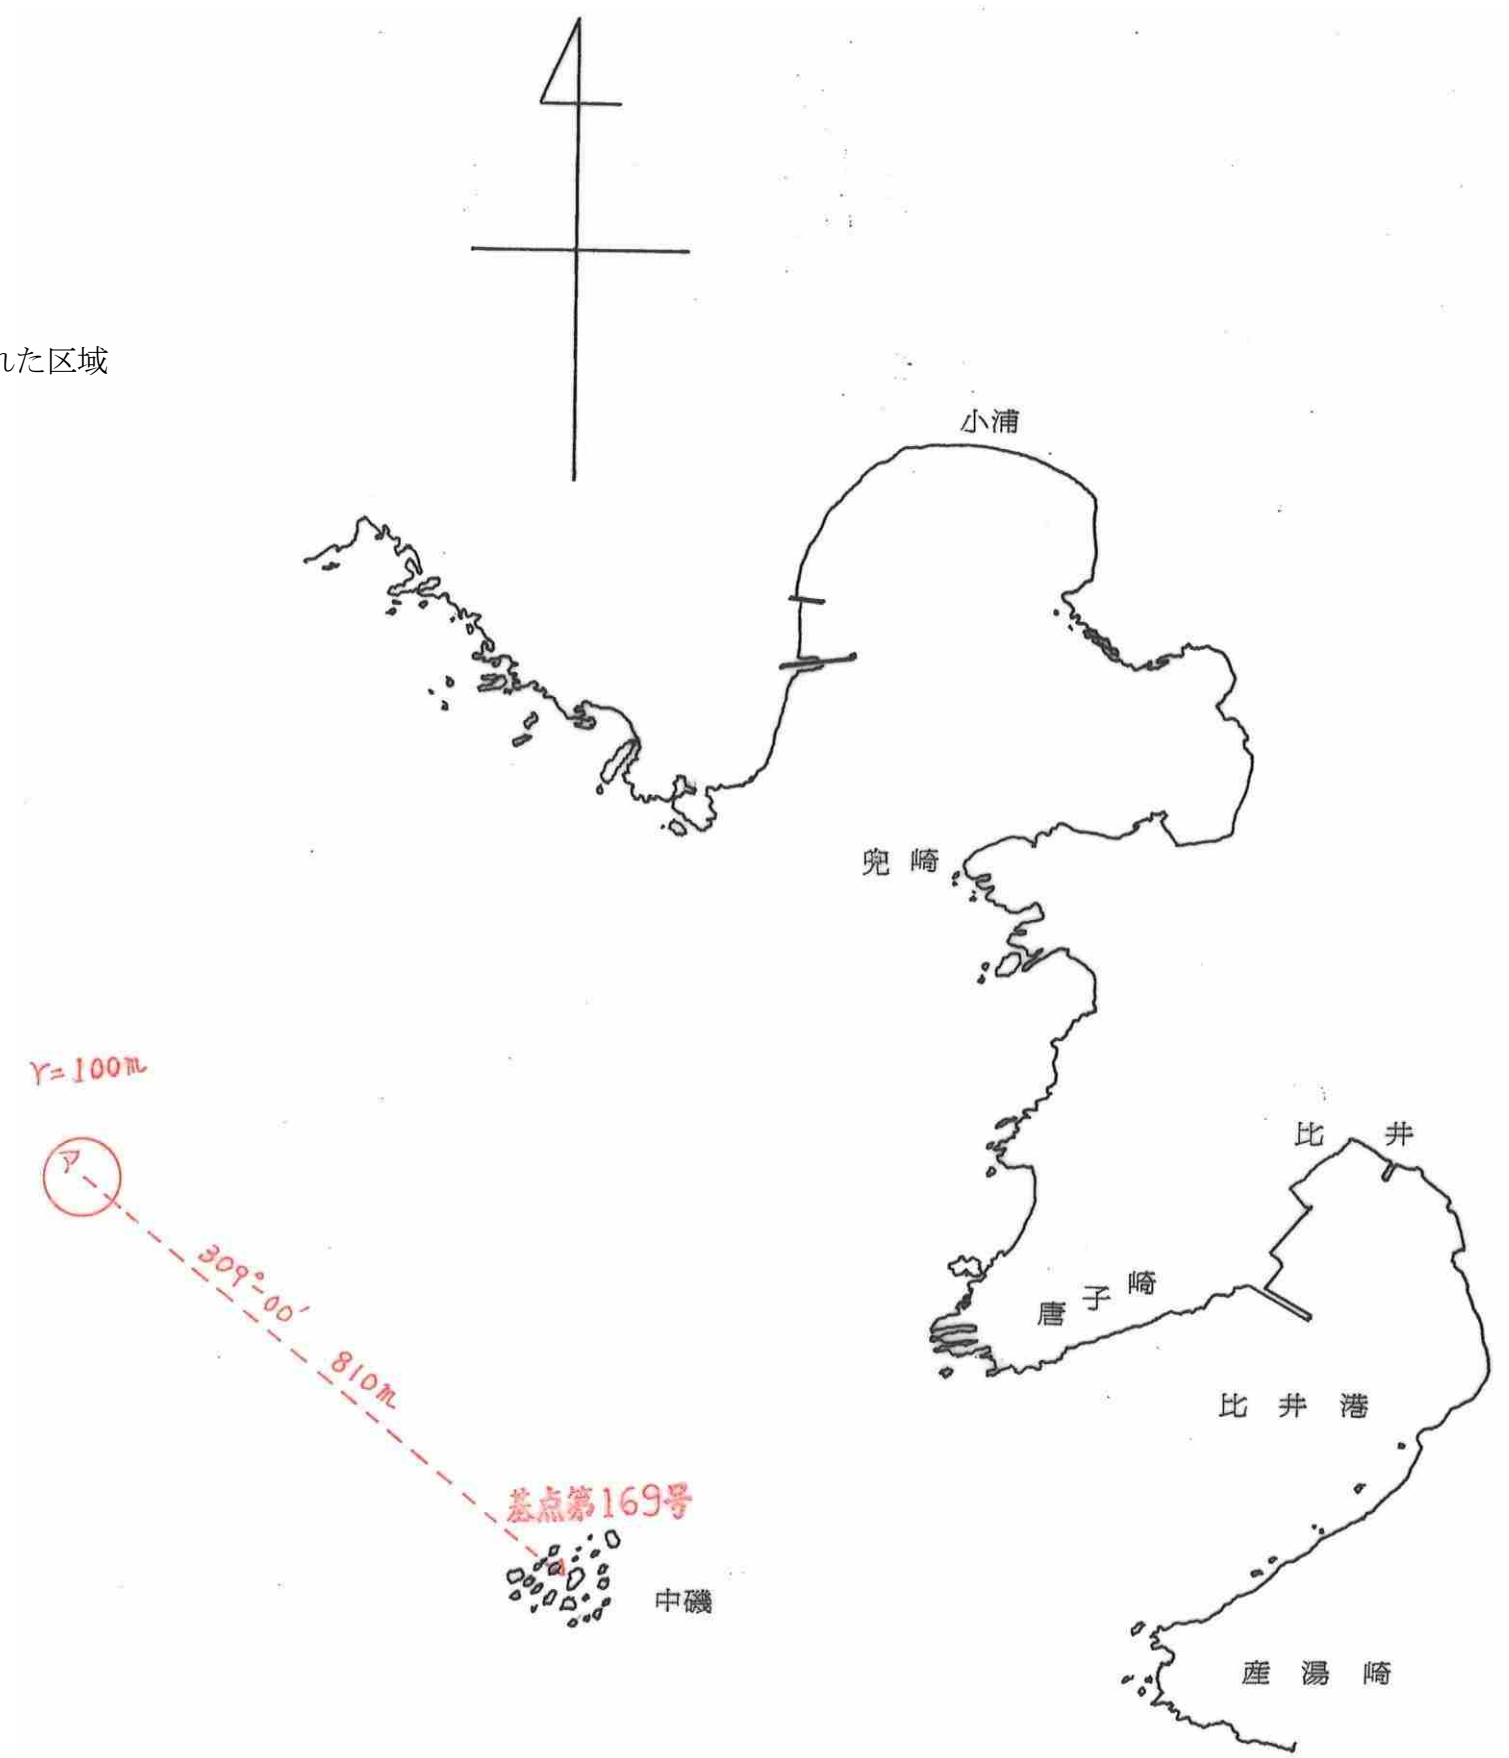 れた区域
小浦
兜崎
r=100m
ア
比井
309°-00′
唐子崎
810m
比井港
基点第169号
中磯
産湯崎